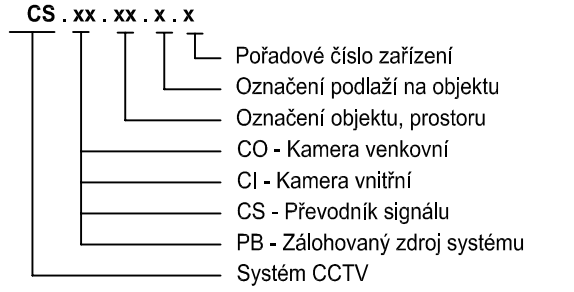 CS . xx . xx . x . x
Pořadové číslo zařízení
Označení podlaží na objektu
Označení objektu, prostoru
CO - Kamera venkovní
CI - Kamera vnitřní
CS - Převodník signálu
PB - Zálohovaný zdroj systému
Systém CCTV